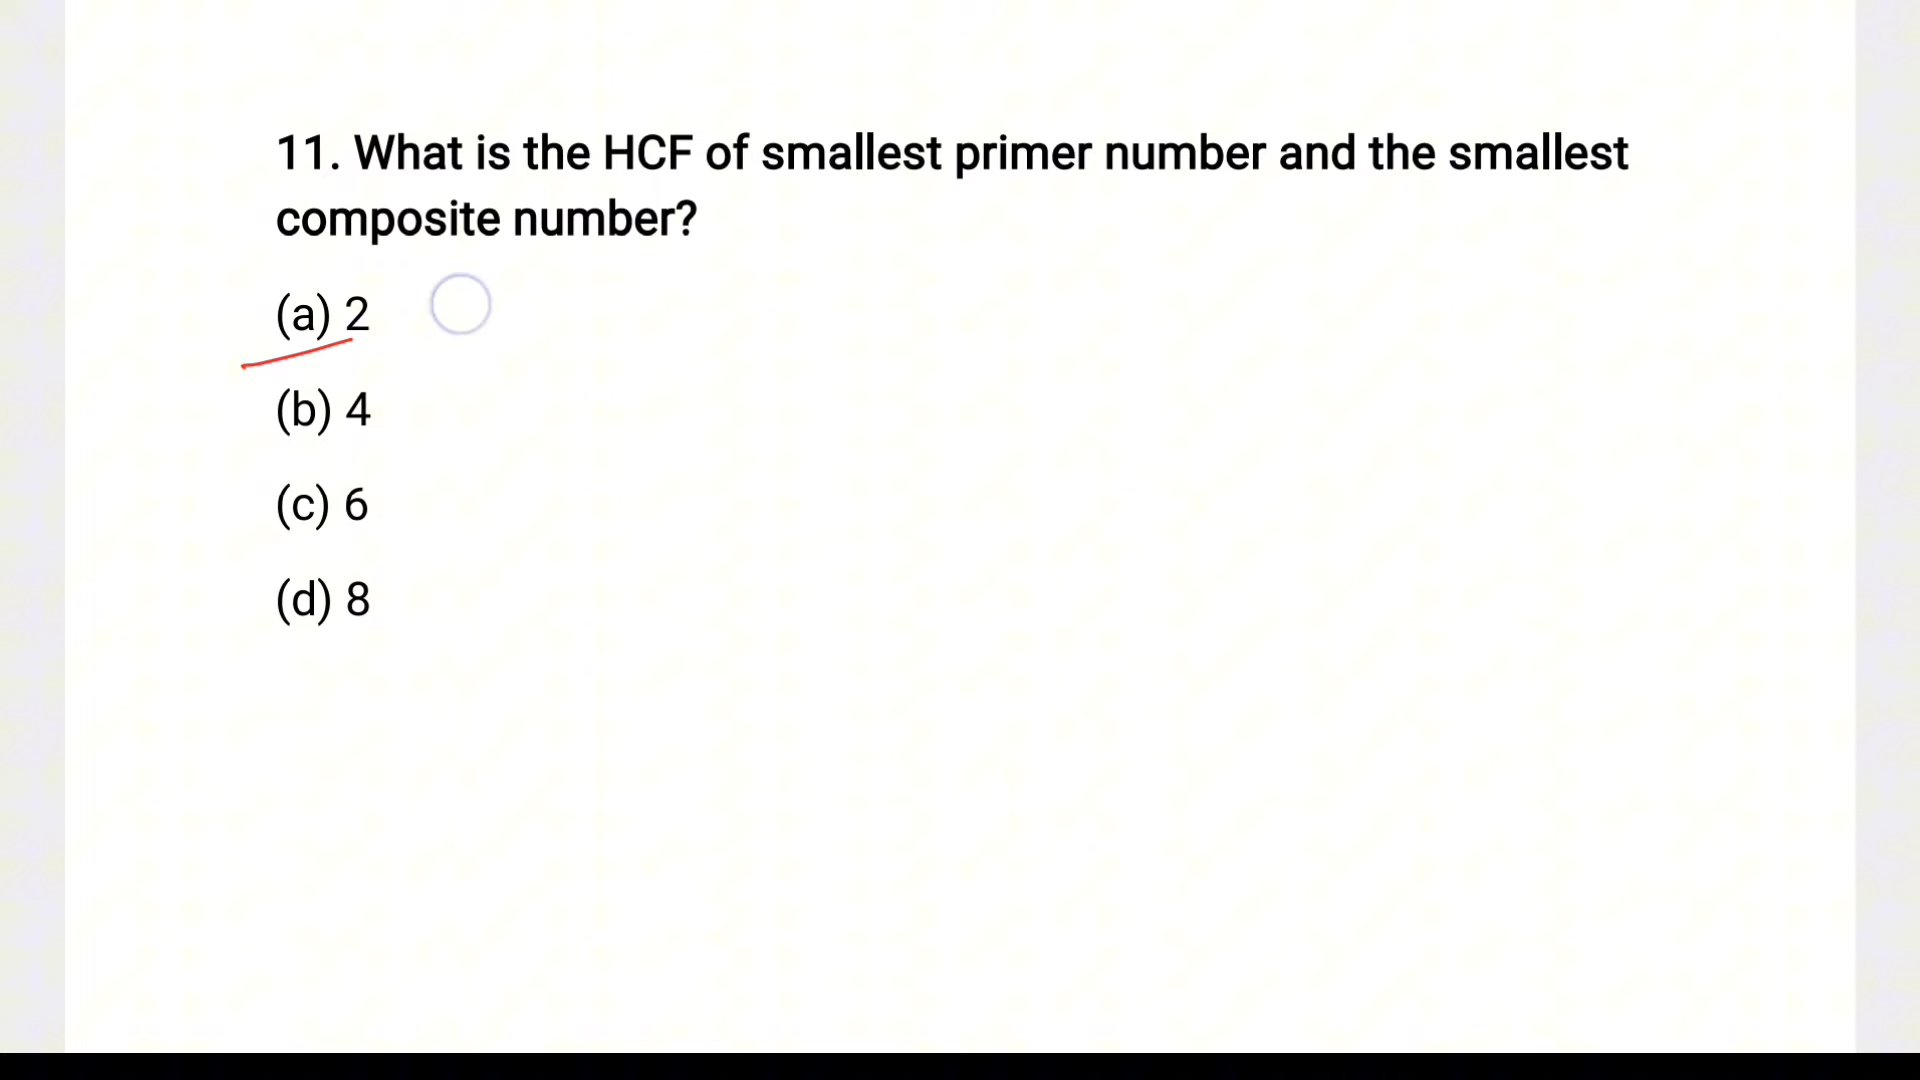 11. What is the HCF of smallest primer number and the smallest
composite number?
(a) 2
(b) 4
(c) 6
(d) 8